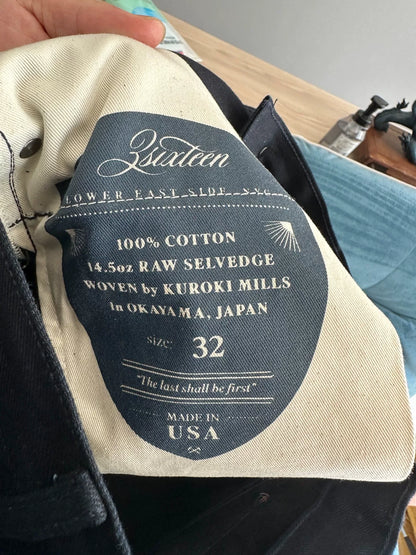 3sixteen
LOWER EAST SIDE, NYC
100% COTTON
14.5oz RAW SELVEDGE
WOVEN by KUROKI MILLS
In OKAYAMA, JAPAN
SIZE: 32
"The last shall be first"
MADE IN
USA